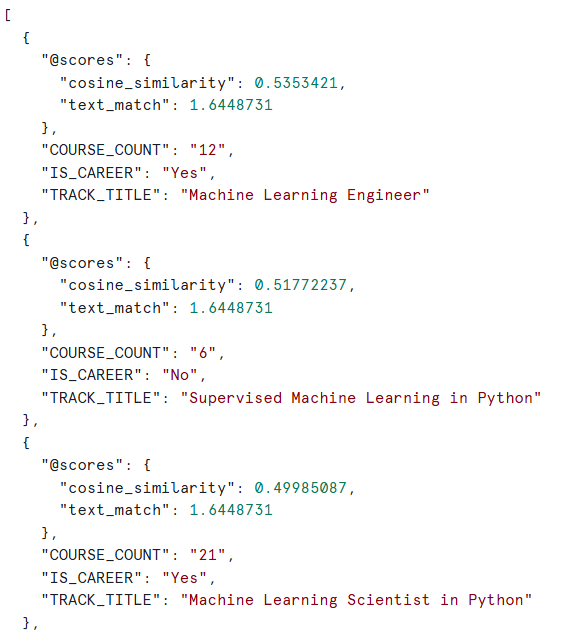 [
  {
    "@scores": {
      "cosine_similarity": 0.5353421,
      "text_match": 1.6448731
    },
    "COURSE_COUNT": "12",
    "IS_CAREER": "Yes",
    "TRACK_TITLE": "Machine Learning Engineer"
  },
  {
    "@scores": {
      "cosine_similarity": 0.51772237,
      "text_match": 1.6448731
    },
    "COURSE_COUNT": "6",
    "IS_CAREER": "No",
    "TRACK_TITLE": "Supervised Machine Learning in Python"
  },
  {
    "@scores": {
      "cosine_similarity": 0.49985087,
      "text_match": 1.6448731
    },
    "COURSE_COUNT": "21",
    "IS_CAREER": "Yes",
    "TRACK_TITLE": "Machine Learning Scientist in Python"
  },